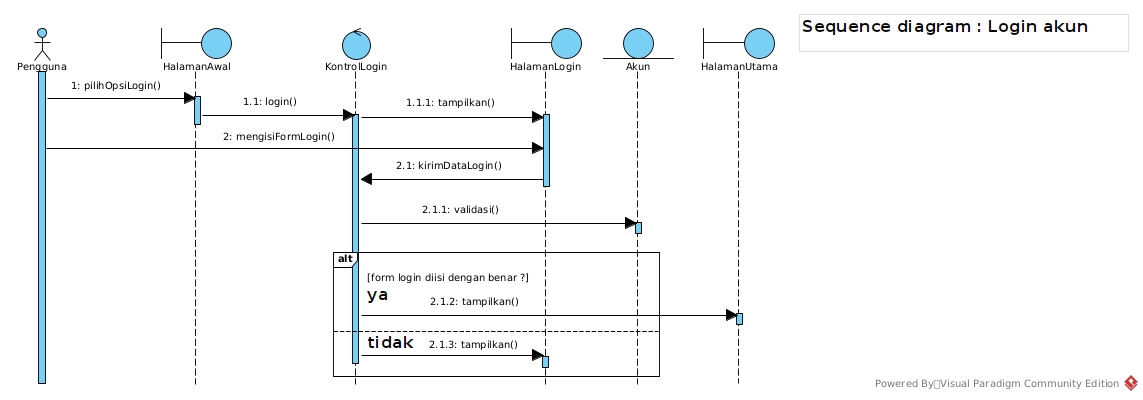 Sequence diagram : Login akun
Pengguna
HalamanAwal
KontrolLogin
HalamanLogin
Akun
HalamanUtama
1: pilihOpsiLogin()
1.1: login()
1.1.1: tampilkan()
2: mengisiFormLogin()
2.1: kirimDataLogin()
2.1.1: validasi()
alt
[form login diisi dengan benar ?]
ya
2.1.2: tampilkan()
tidak
2.1.3: tampilkan()
Powered By Visual Paradigm Community Edition